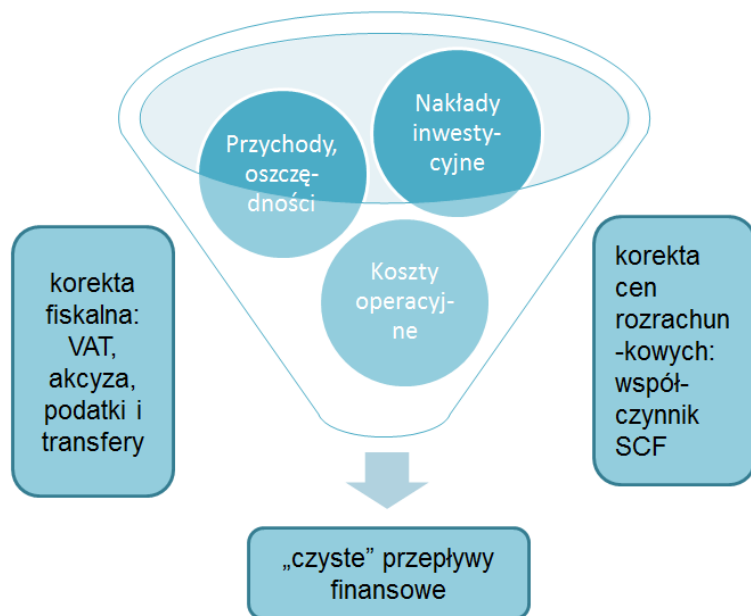 Przychody,
oszczę-
dności
Nakłady
inwesty-
cyjne
Koszty
operacyj-
ne
korekta
fiskalna:
VAT,
akcyza,
podatki i
transfery
korekta
cen
rozrachun
-kowych:
współ-
czynnik
SCF
„czyste” przepływy
finansowe